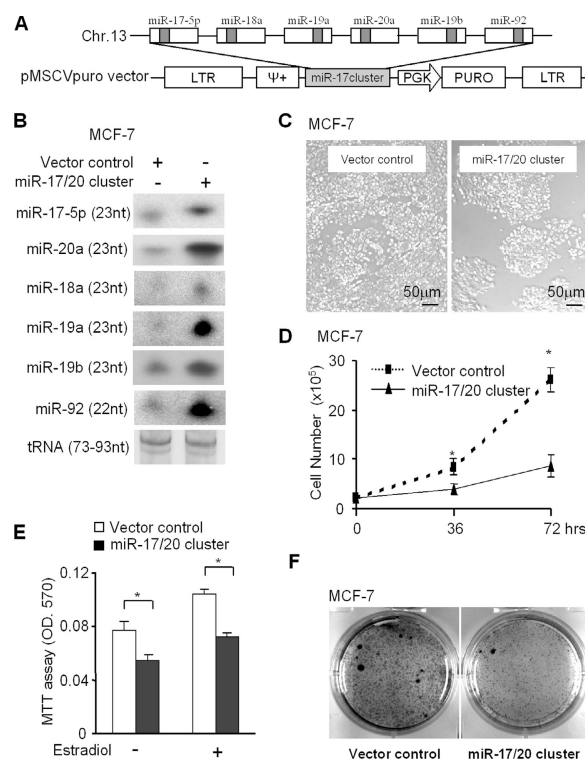 A
miR-17-5p miR-18a miR-19a miR-20a miR-19b miR-92
Chr.13
pMSCVpuro vector LTR Ψ+ miR-17cluster PGK PURO LTR
B
MCF-7
Vector control + -
miR-17/20 cluster - +
miR-17-5p (23nt)
miR-20a (23nt)
miR-18a (23nt)
miR-19a (23nt)
miR-19b (23nt)
miR-92 (22nt)
tRNA (73-93nt)
C MCF-7
Vector control miR-17/20 cluster
50μm 50μm
D MCF-7
Cell Number (x10⁵)
30
20
10
0
* *
Vector control
miR-17/20 cluster
0 36 72 hrs
E
Vector control
miR-17/20 cluster
MTT assay (OD. 570)
0.12
0.08
0.04
0
* *
Estradiol - +
F
MCF-7
Vector control miR-17/20 cluster